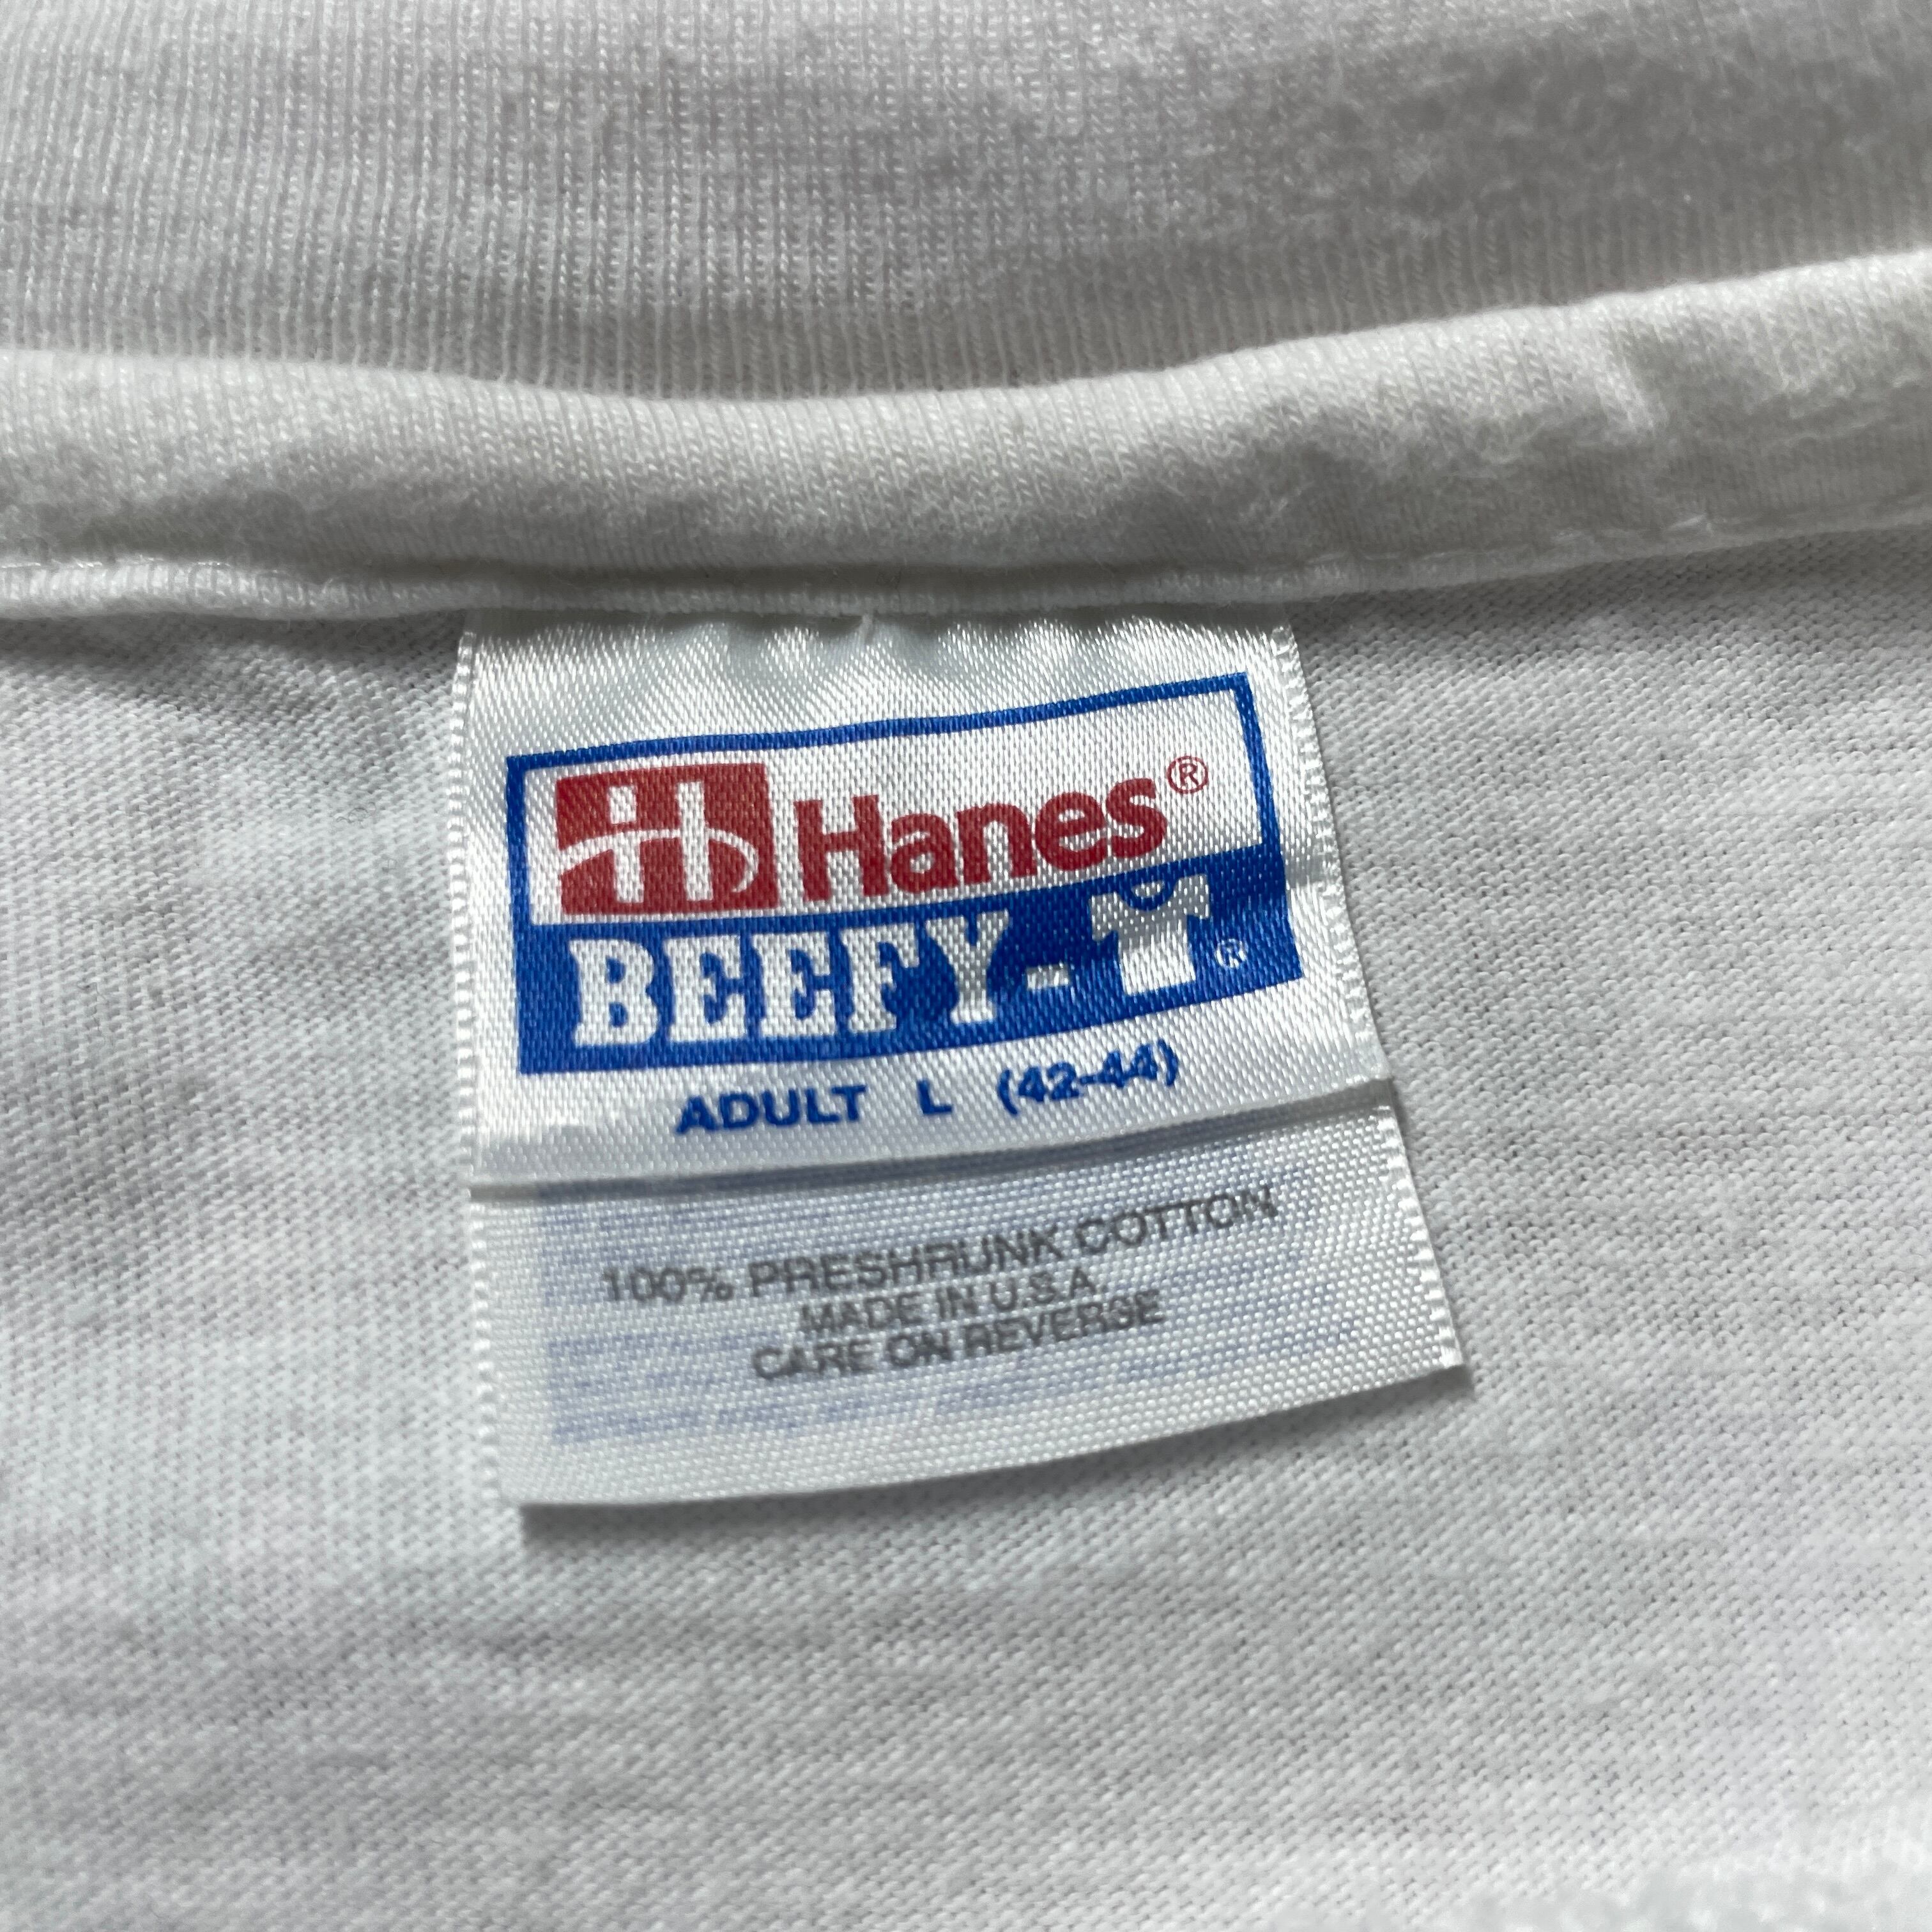 Hanes®
BEEFY-T®
ADULT L (42-44)
100% PRESHRUNK COTTON
MADE IN U.S.A.
CARE ON REVERSE